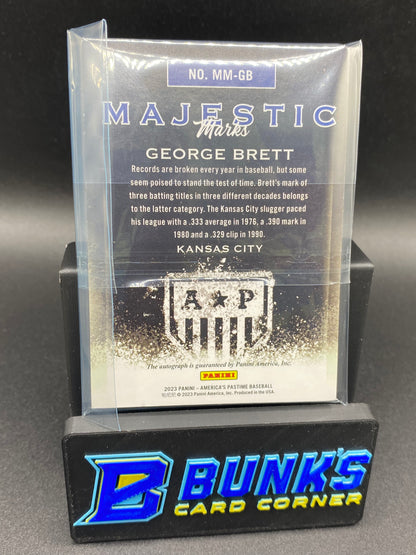 NO. MM-GB
MAJESTIC
Marks
GEORGE BRETT
Records are broken every year in baseball, but some
seem poised to stand the test of time. Brett's mark of
three batting titles in three different decades belongs
to the latter category. The Kansas City slugger paced
his league with a .333 average in 1976, a .390 mark in
1980 and a .329 clip in 1990.
KANSAS CITY
A★P
The autograph is guaranteed by Panini America, Inc.
PANINI
2023 PANINI - AMERICA'S PASTIME BASEBALL
© 2023 Panini America, Inc. Produced in the USA.
B BUNK'S
CARD CORNER